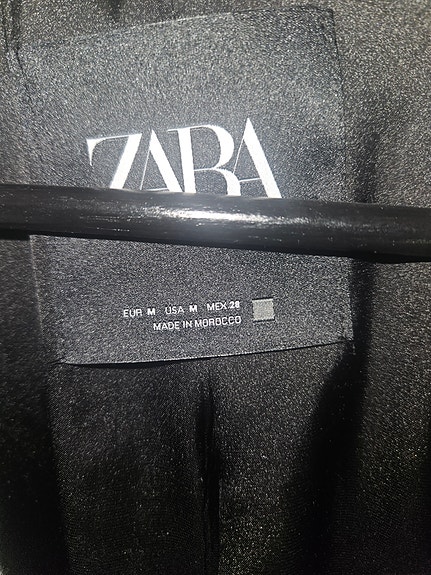 ZARA
EUR M USA M MEX 28
MADE IN MOROCCO